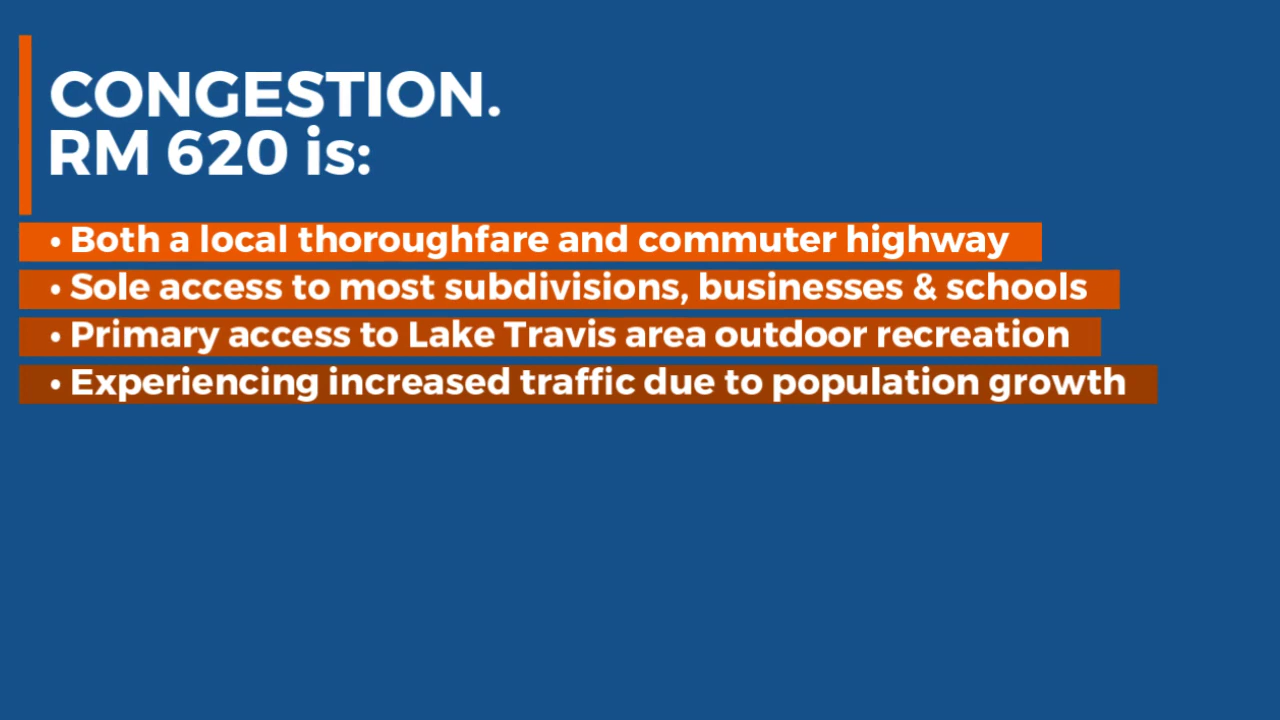 CONGESTION.
RM 620 is:
• Both a local thoroughfare and commuter highway
• Sole access to most subdivisions, businesses & schools
• Primary access to Lake Travis area outdoor recreation
• Experiencing increased traffic due to population growth